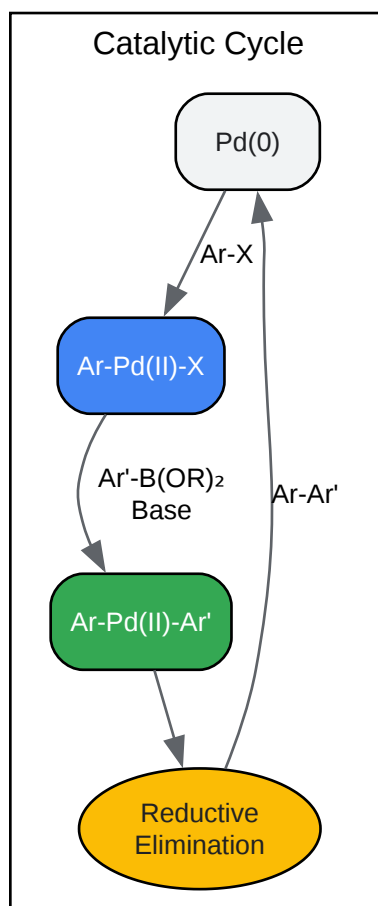 Catalytic Cycle
Pd(0)
Ar-X
Ar-Pd(II)-X
Ar'-B(OR)₂
Base
Ar-Ar'
Ar-Pd(II)-Ar'
Reductive
Elimination